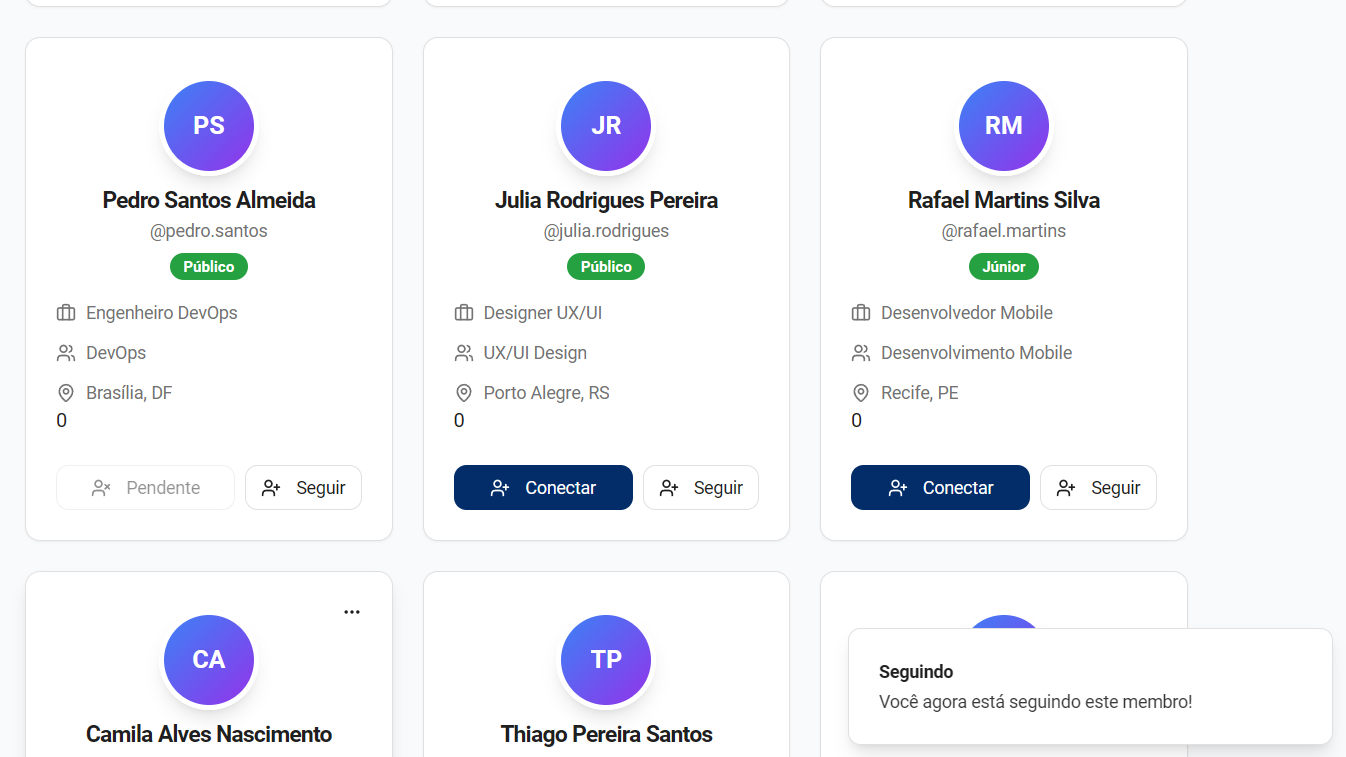 PS
Pedro Santos Almeida
@pedro.santos
Público
Engenheiro DevOps
DevOps
Brasília, DF
0
Pendente
Seguir
JR
Julia Rodrigues Pereira
@julia.rodrigues
Público
Designer UX/UI
UX/UI Design
Porto Alegre, RS
0
Conectar
Seguir
RM
Rafael Martins Silva
@rafael.martins
Júnior
Desenvolvedor Mobile
Desenvolvimento Mobile
Recife, PE
0
Conectar
Seguir
CA
Camila Alves Nascimento
TP
Thiago Pereira Santos
Seguindo
Você agora está seguindo este membro!